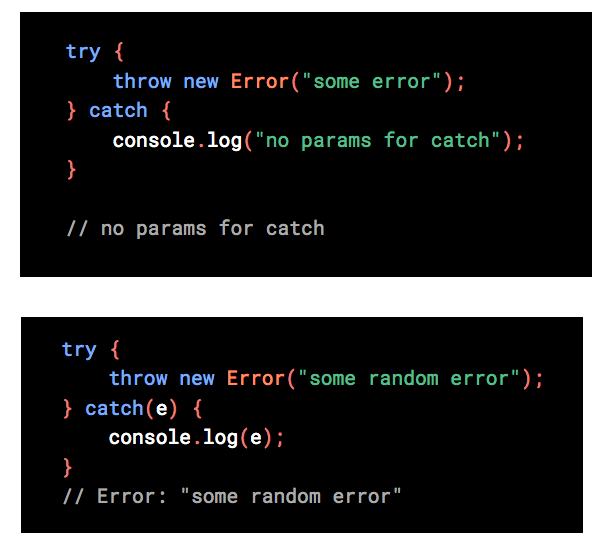 try {
    throw new Error("some error");
} catch {
    console.log("no params for catch");
}
// no params for catch
try {
    throw new Error("some random error");
} catch(e) {
    console.log(e);
}
// Error: "some random error"